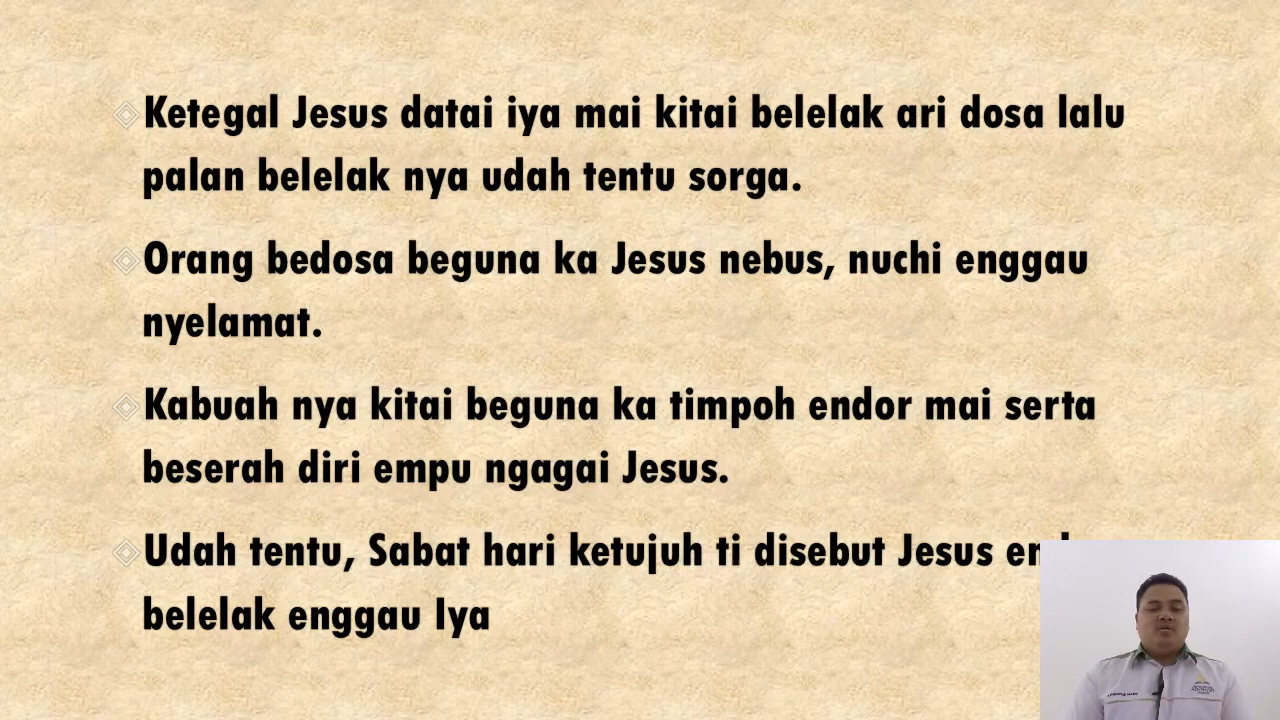 Ketegal Jesus datai iya mai kitai belelak ari dosa lalu
palan belelak nya udah tentu sorga.
Orang bedosa beguna ka Jesus nebus, nuchi enggau
nyelamat.
Kabuah nya kitai beguna ka timpoh endor mai serta
beserah diri empu ngagai Jesus.
Udah tentu, Sabat hari ketujuh ti disebut Jesus
belelak enggau Iya